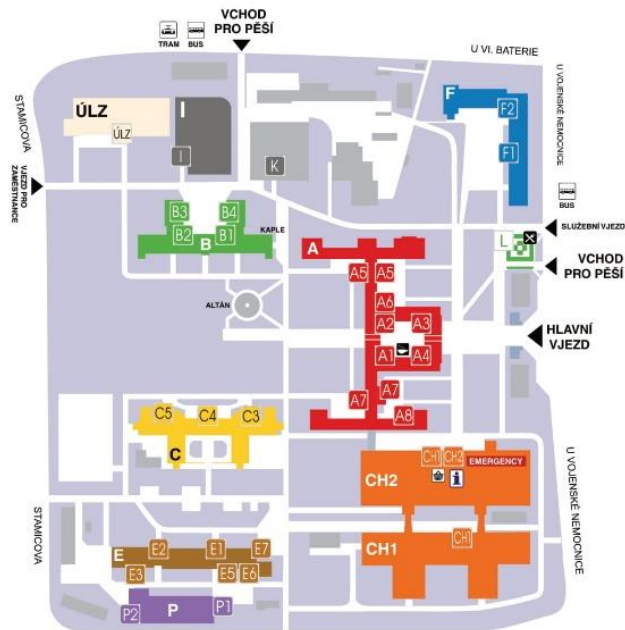 VCHOD
PRO PĚŠÍ
TRAM
BUS
U VI. BATERIE
STAMICOVA
ÚLZ
ÚLZ
I
I
K
F
F2
F1
U VOJENSKÉ NEMOCNICE
BUS
VJEZD PRO
ZAMĚSTNANCE
B3
B4
B2
B1
B
KAPLE
A
L
SLUŽEBNÍ VJEZD
VCHOD
PRO PĚŠÍ
A5
A5
A6
A2
A3
ALTÁN
HLAVNÍ
VJEZD
A1
A4
A7
A7
A8
C5
C4
C3
C
CH1
CH2
EMERGENCY
CH2
i
U VOJENSKÉ NEMOCNICE
STAMICOVA
CH1
CH1
E
E2
E1
E7
E3
E5
E6
P
P2
P1